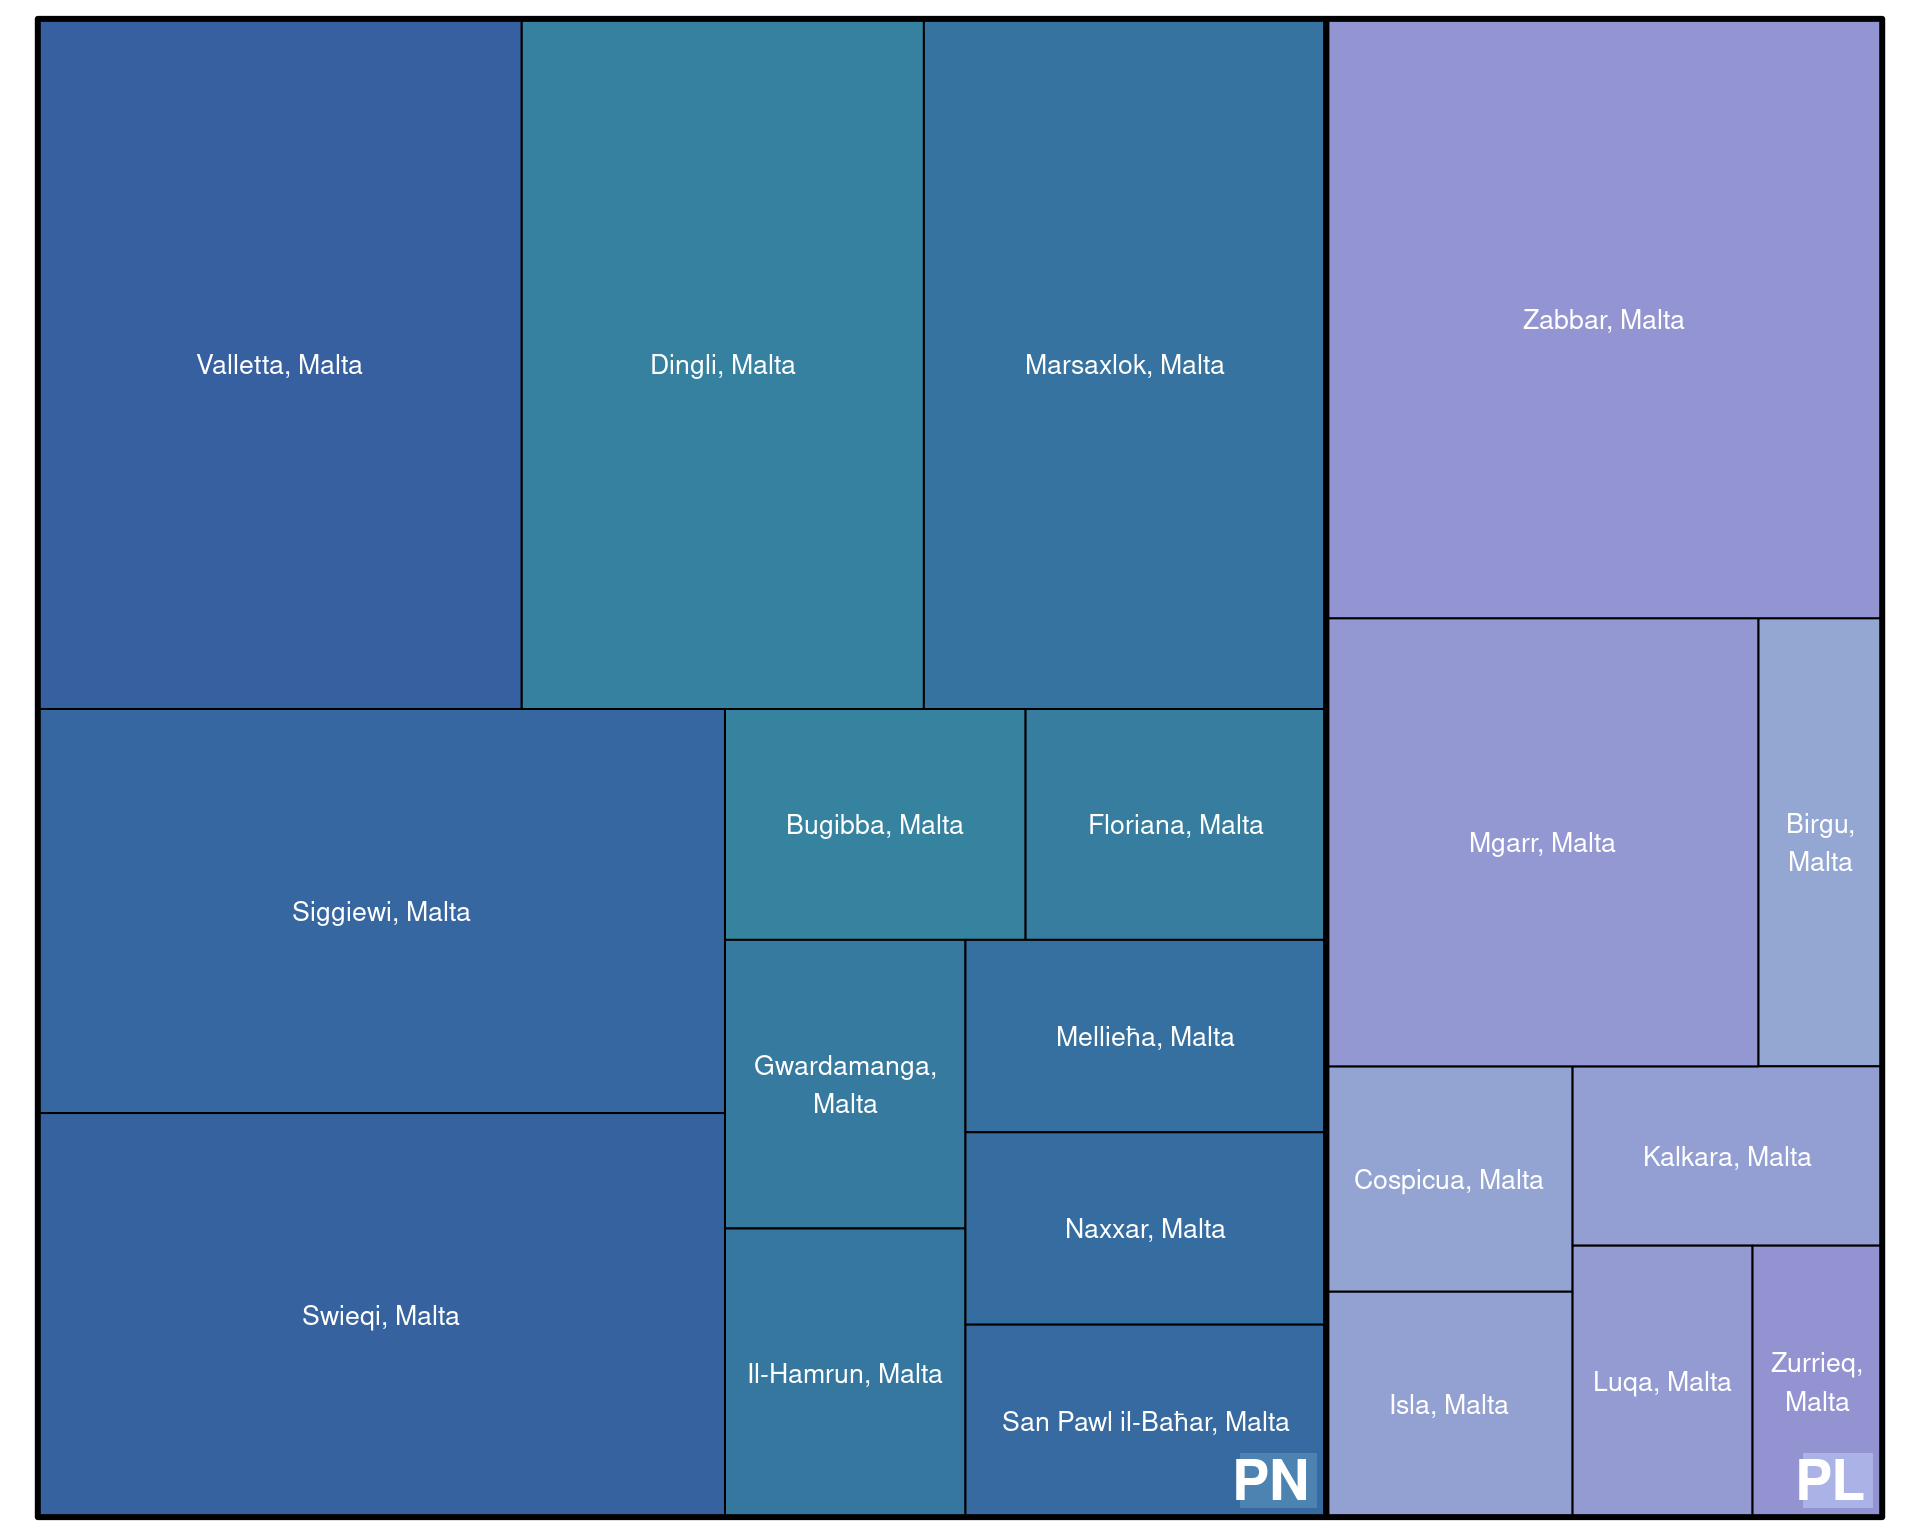 Valletta, Malta
Dingli, Malta
Marsaxlok, Malta
Zabbar, Malta
Siggiewi, Malta
Bugibba, Malta
Floriana, Malta
Mgarr, Malta
Birgu,
Malta
Gwardamanga,
Malta
Mellieħa, Malta
Swieqi, Malta
Naxxar, Malta
Il-Hamrun, Malta
San Pawl il-Baħar, Malta
PN
Cospicua, Malta
Kalkara, Malta
Isla, Malta
Luqa, Malta
Zurrieq,
Malta
PL